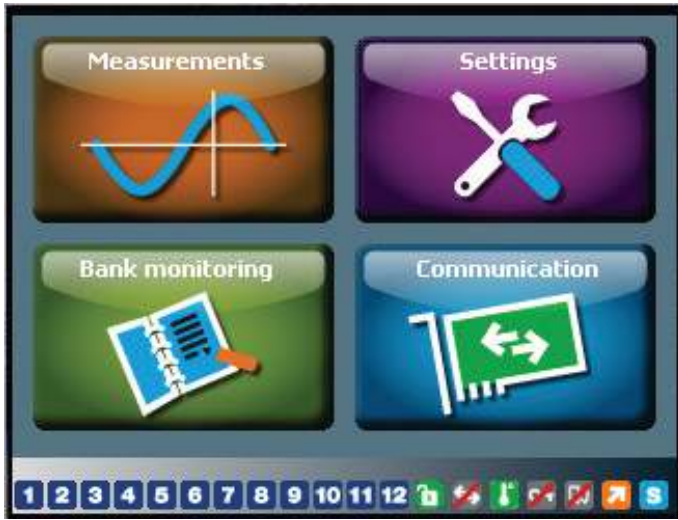 Measurements
Settings
Bank monitoring
Communication
1 2 3 4 5 6 7 8 9 10 11 12 S